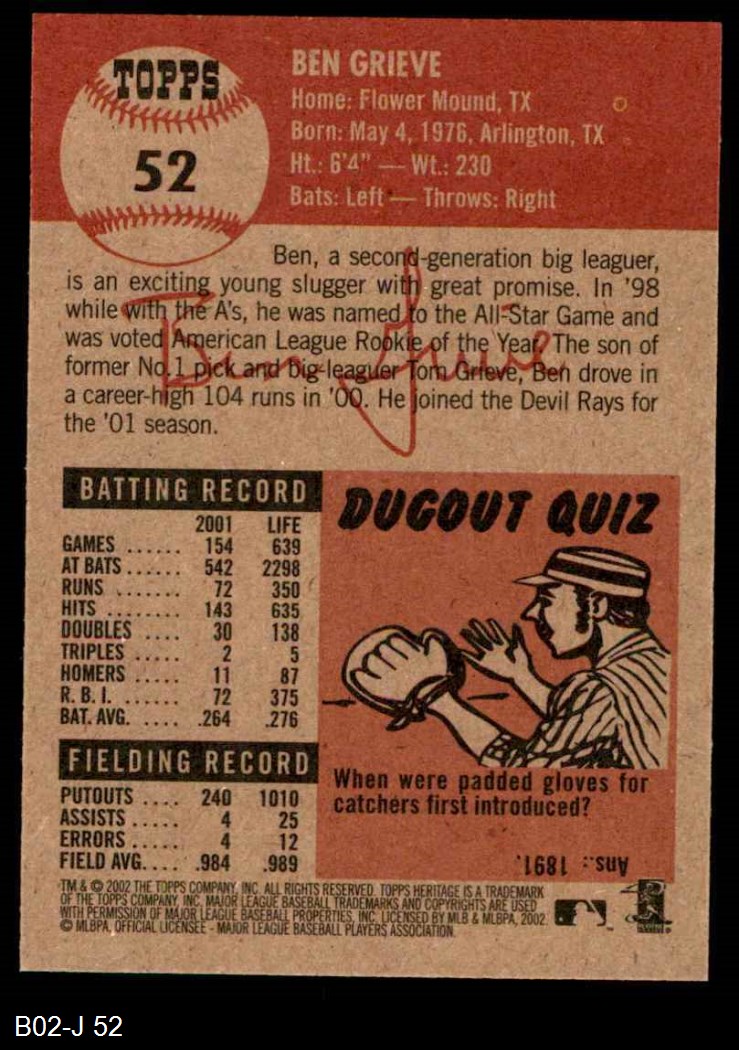 TOPPS
52
BEN GRIEVE
Home: Flower Mound, TX
Born: May 4, 1976, Arlington, TX
Ht.: 6'4" — Wt.: 230
Bats: Left — Throws: Right
Ben, a second-generation big leaguer,
is an exciting young slugger with great promise. In '98
while with the A's, he was named to the All-Star Game and
was voted American League Rookie of the Year. The son of
former No.1 pick and big-leaguer Tom Grieve, Ben drove in
a career-high 104 runs in '00. He joined the Devil Rays for
the '01 season.
Ben Grieve
BATTING RECORD
2001 LIFE
GAMES ...... 154 639
AT BATS ...... 542 2298
RUNS ....... 72 350
HITS ........ 143 635
DOUBLES .... 30 138
TRIPLES ..... 2 5
HOMERS ..... 11 87
R. B. I. ...... 72 375
BAT. AVG. ..... .264 .276
FIELDING RECORD
PUTOUTS .... 240 1010
ASSISTS ..... 4 25
ERRORS ..... 4 12
FIELD AVG. ... .984 .989
DUGOUT QUIZ
When were padded gloves for
catchers first introduced?
Ans.: 1891.
TM & © 2002 THE TOPPS COMPANY, INC. ALL RIGHTS RESERVED. TOPPS HERITAGE IS A TRADEMARK
OF THE TOPPS COMPANY, INC. MAJOR LEAGUE BASEBALL TRADEMARKS AND COPYRIGHTS ARE USED
WITH PERMISSION OF MAJOR LEAGUE BASEBALL PROPERTIES, INC. LICENSED BY MLB & MLBPA, 2002.
© MLBPA, OFFICIAL LICENSEE - MAJOR LEAGUE BASEBALL PLAYERS ASSOCIATION.
B02-J 52